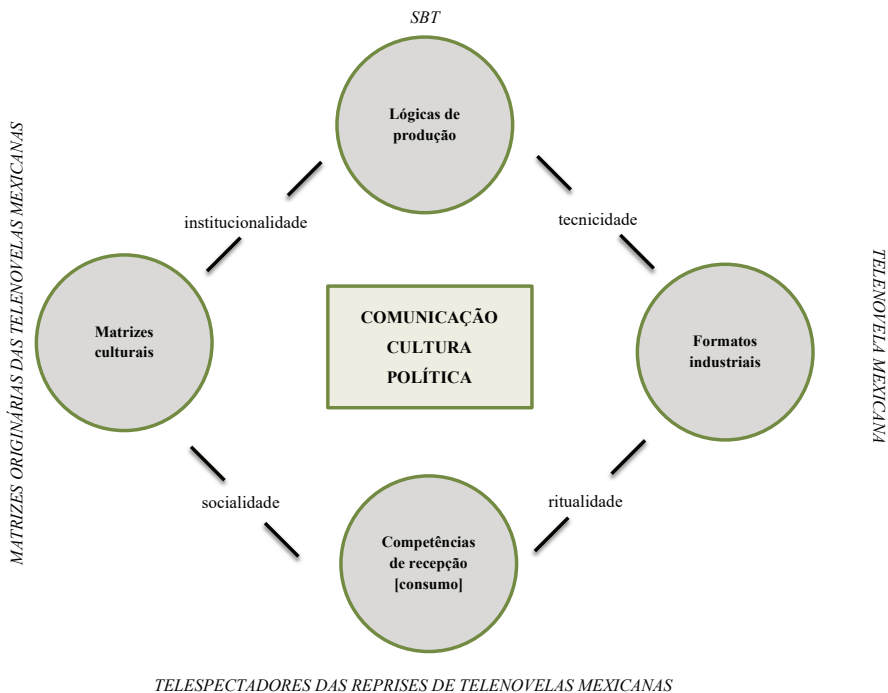 SBT
Lógicas de
produção
institucionalidade
tecnicidade
MATRIZES ORIGINÁRIAS DAS TELENOVELAS MEXICANAS
Matrizes
culturais
COMUNICAÇÃO
CULTURA
POLÍTICA
Formatos
industriais
TELENOVELA MEXICANA
socialidade
ritualidade
Competências
de recepção
[consumo]
TELESPECTADORES DAS REPRISES DE TELENOVELAS MEXICANAS